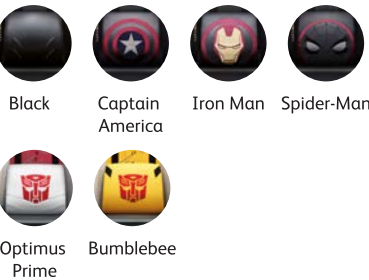 Black
Captain
America
Iron Man
Spider-Man
Optimus
Prime
Bumblebee